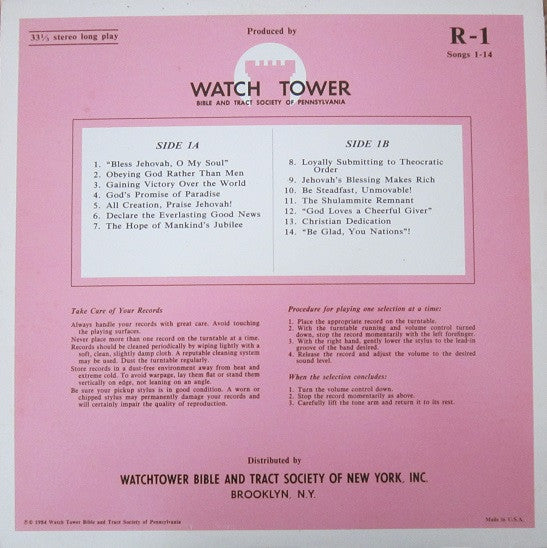 33⅓ stereo long play
Produced by
R-1
Songs 1-14
WATCH TOWER
BIBLE AND TRACT SOCIETY OF PENNSYLVANIA
SIDE 1A
1. "Bless Jehovah, O My Soul"
2. Obeying God Rather Than Men
3. Gaining Victory Over the World
4. God's Promise of Paradise
5. All Creation, Praise Jehovah!
6. Declare the Everlasting Good News
7. The Hope of Mankind's Jubilee
SIDE 1B
8. Loyally Submitting to Theocratic
Order
9. Jehovah's Blessing Makes Rich
10. Be Steadfast, Unmovable!
11. The Shulammite Remnant
12. "God Loves a Cheerful Giver"
13. Christian Dedication
14. "Be Glad, You Nations"!
Take Care of Your Records
Always handle your records with great care. Avoid touching
the playing surfaces.
Never place more than one record on the turntable at a time.
Records should be cleaned periodically by wiping lightly with a
soft, clean, slightly damp cloth. A reputable cleaning system
may be used. Dust the turntable regularly.
Store records in a dust-free environment away from heat and
extreme cold. To avoid warpage, lay them flat or stand them
vertically on edge, not leaning on an angle.
Be sure your pickup stylus is in good condition. A worn or
chipped stylus may permanently damage your records and
will certainly impair the quality of reproduction.
Procedure for playing one selection at a time:
1. Place the appropriate record on the turntable.
2. With the turntable running and volume control turned
down, stop the record momentarily with the left forefinger.
3. With the right hand, gently lower the stylus to the lead-in
groove of the band desired.
4. Release the record and adjust the volume to the desired
sound level.
When the selection concludes:
1. Turn the volume control down.
2. Stop the record momentarily as above.
3. Carefully lift the tone arm and return it to its rest.
Distributed by
WATCHTOWER BIBLE AND TRACT SOCIETY OF NEW YORK, INC.
BROOKLYN, N.Y.
℗© 1984 Watch Tower Bible and Tract Society of Pennsylvania
Made in U.S.A.